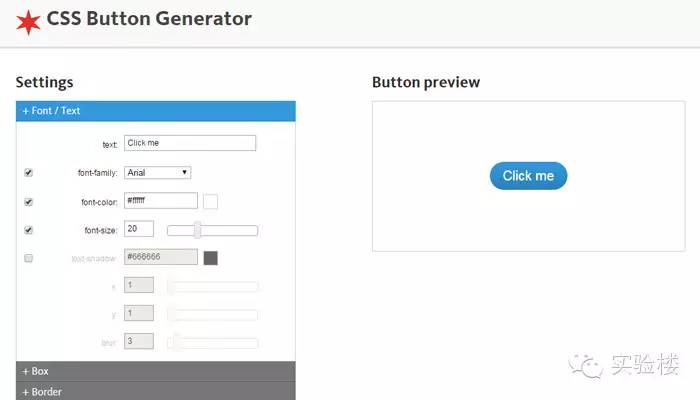 CSS Button Generator
Settings
+ Font / Text
text: Click me
font-family: Arial
font-color: #ffffff
font-size: 20
text-shadow: #666666
x: 1
y: 1
blur: 3
+ Box
+ Border
Button preview
Click me
实验楼